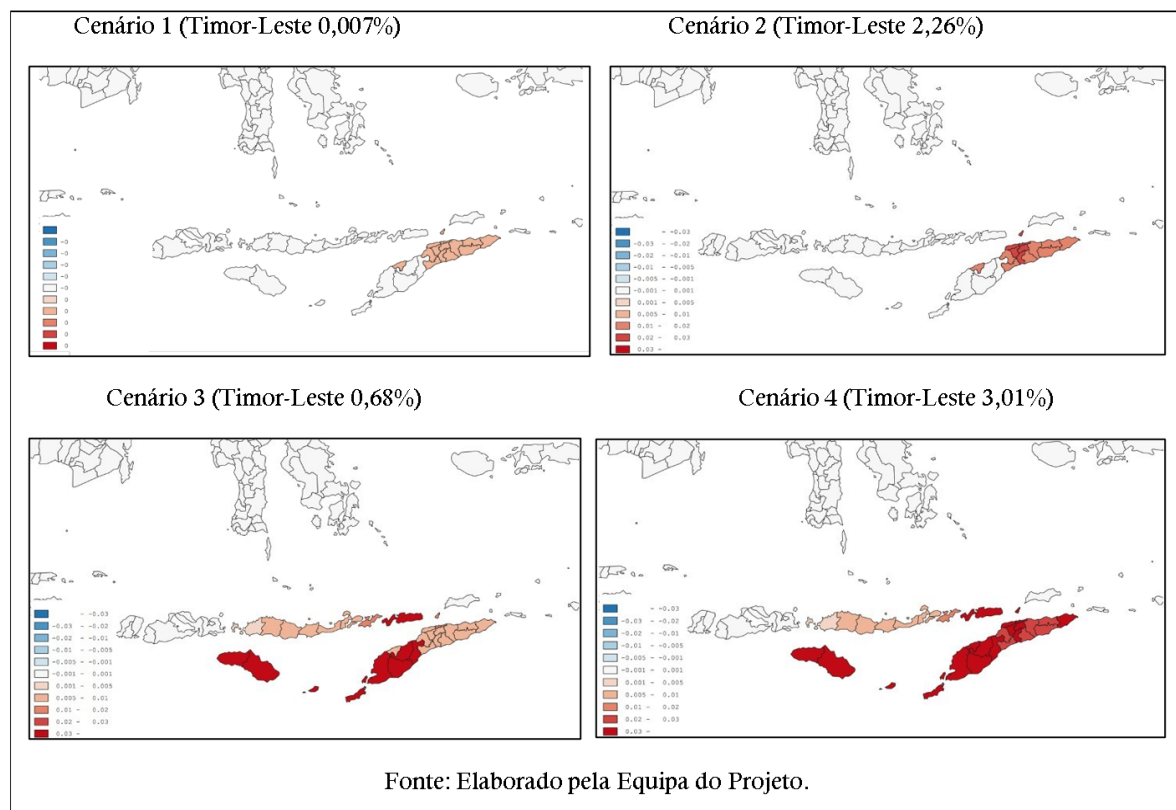 Cenário 1 (Timor-Leste 0,007%)
Cenário 2 (Timor-Leste 2,26%)
-0
-0
-0
-0
-0
0
0
0
0
0
- -0.03
-0.03 - -0.02
-0.02 - -0.01
-0.01 - -0.005
-0.005 - -0.001
-0.001 - 0.001
0.001 - 0.005
0.005 - 0.01
0.01 - 0.02
0.02 - 0.03
0.03 -
Cenário 3 (Timor-Leste 0,68%)
Cenário 4 (Timor-Leste 3,01%)
- -0.03
-0.03 - -0.02
-0.02 - -0.01
-0.01 - -0.005
-0.005 - -0.001
-0.001 - 0.001
0.001 - 0.005
0.005 - 0.01
0.01 - 0.02
0.02 - 0.03
0.03 -
- -0.03
-0.03 - -0.02
-0.02 - -0.01
-0.01 - -0.005
-0.005 - -0.001
-0.001 - 0.001
0.001 - 0.005
0.005 - 0.01
0.01 - 0.02
0.02 - 0.03
0.03 -
Fonte: Elaborado pela Equipa do Projeto.